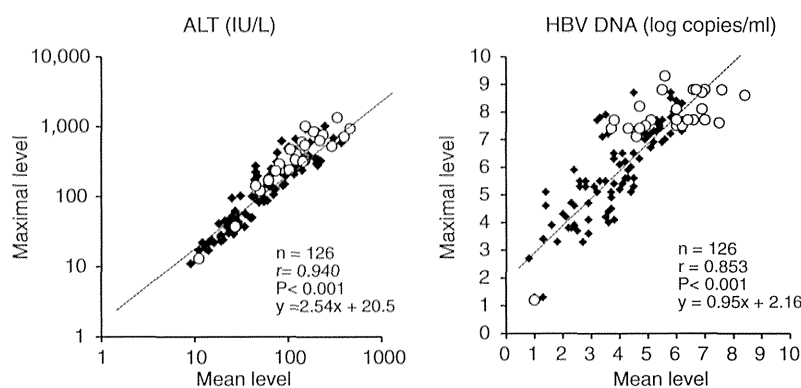 ALT (IU/L)
Maximal level
10,000
1,000
100
10
1
n = 126
r= 0.940
P< 0.001
y =2.54x + 20.5
1 10 100 1000
Mean level
HBV DNA (log copies/ml)
Maximal level
10
9
8
7
6
5
4
3
2
1
0
n = 126
r = 0.853
P< 0.001
y = 0.95x + 2.16
0 1 2 3 4 5 6 7 8 9 10
Mean level